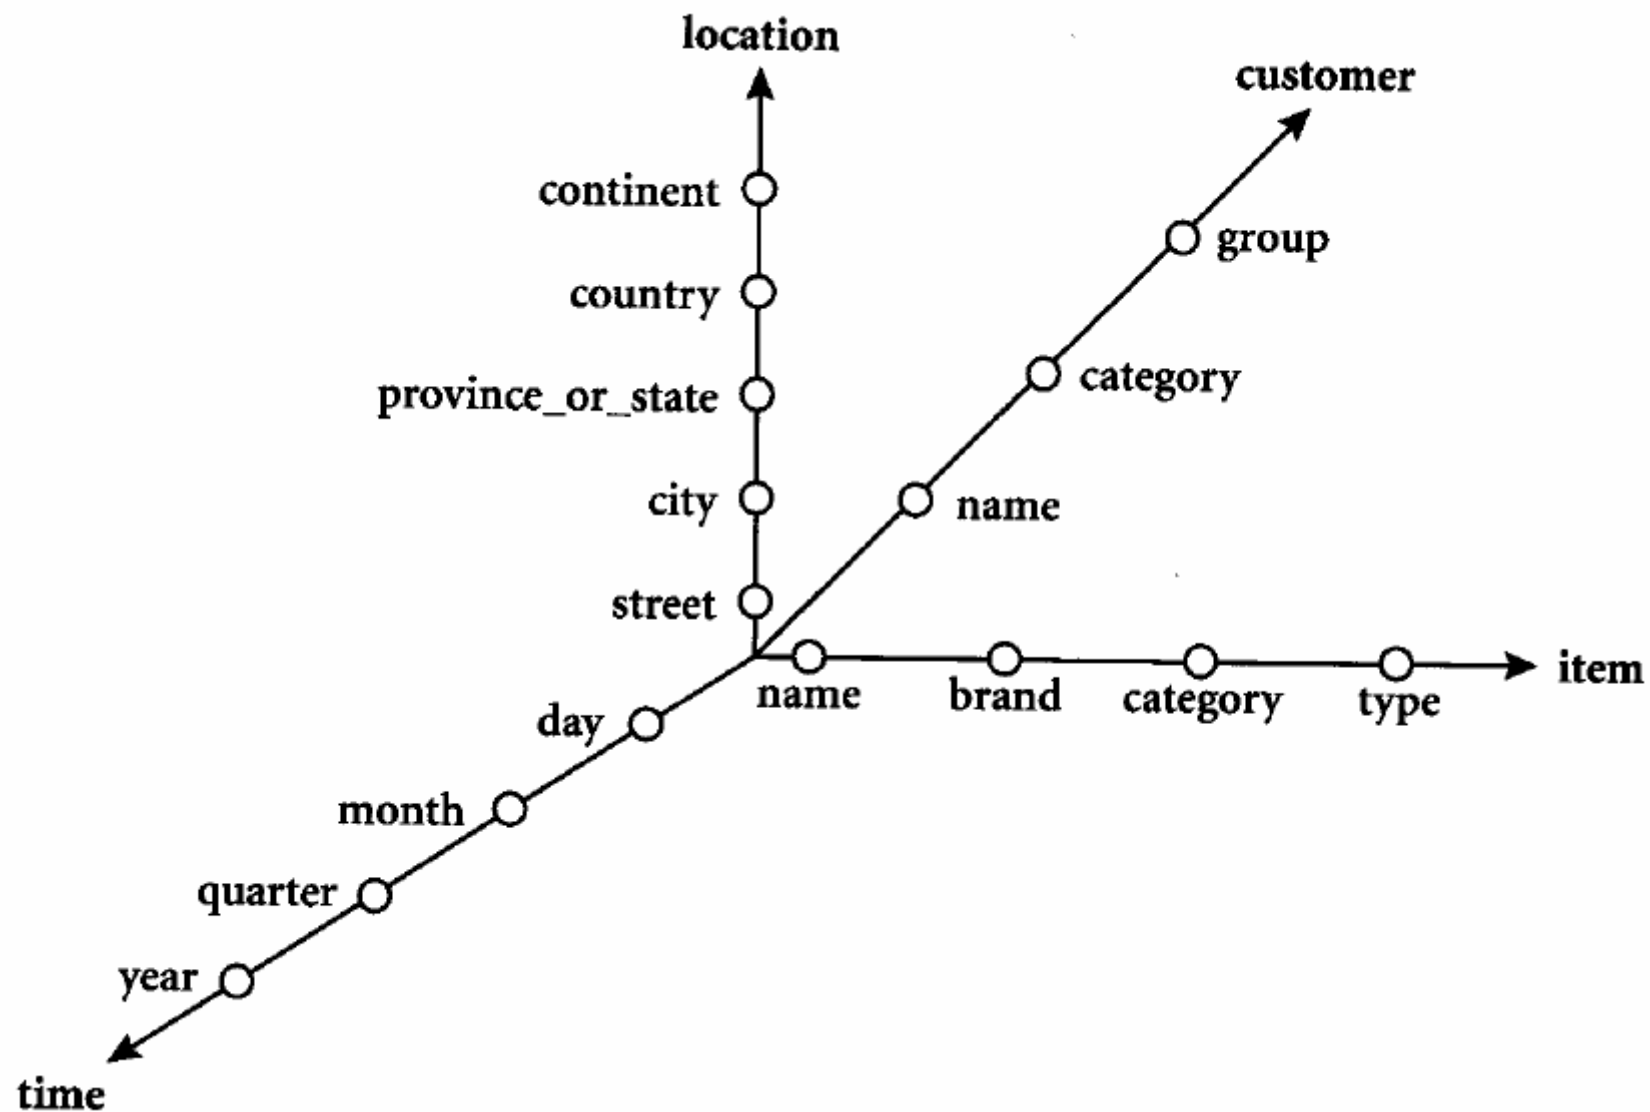 location
customer
continent
group
country
category
province_or_state
city
name
street
item
name
brand
category
type
day
month
quarter
year
time